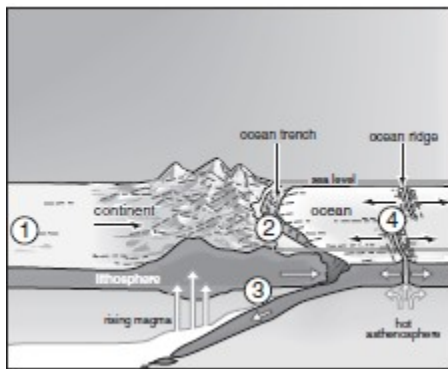 ocean trench
ocean ridge
sea level
continent
ocean
1
2
4
lithosphere
3
rising magma
hot
asthenosphere